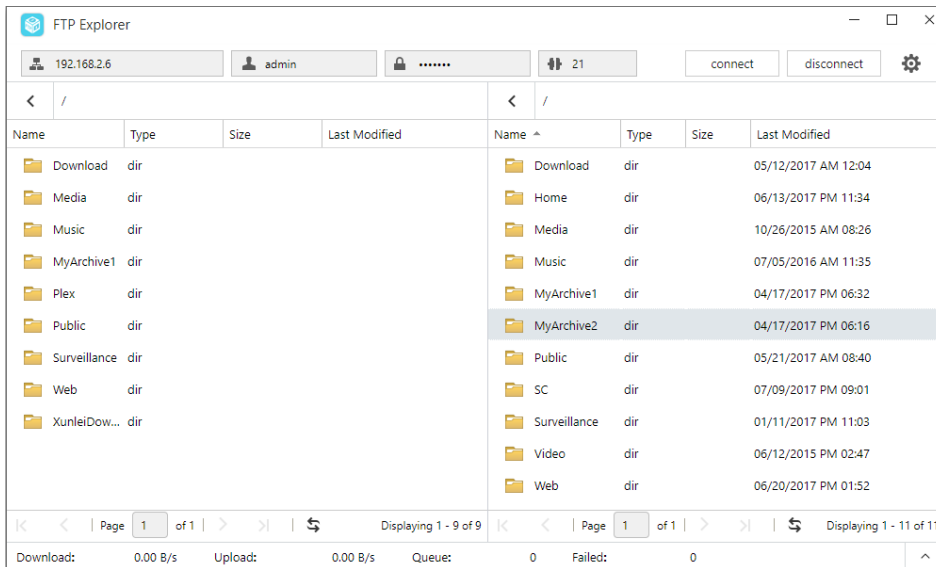 FTP Explorer
192.168.2.6 admin ••••••• 21 connect disconnect
/ /
Name Type Size Last Modified Name Type Size Last Modified
Download dir Download dir 05/12/2017 AM 12:04
Media dir Home dir 06/13/2017 PM 11:34
Music dir Media dir 10/26/2015 AM 08:26
MyArchive1 dir Music dir 07/05/2016 AM 11:35
Plex dir MyArchive1 dir 04/17/2017 PM 06:32
Public dir MyArchive2 dir 04/17/2017 PM 06:16
Surveillance dir Public dir 05/21/2017 AM 08:40
Web dir SC dir 07/09/2017 PM 09:01
XunleiDow... dir Surveillance dir 01/11/2017 PM 11:03
Video dir 06/12/2015 PM 02:47
Web dir 06/20/2017 PM 01:52
Page 1 of 1 Displaying 1 - 9 of 9 Page 1 of 1 Displaying 1 - 11 of 11
Download: 0.00 B/s Upload: 0.00 B/s Queue: 0 Failed: 0